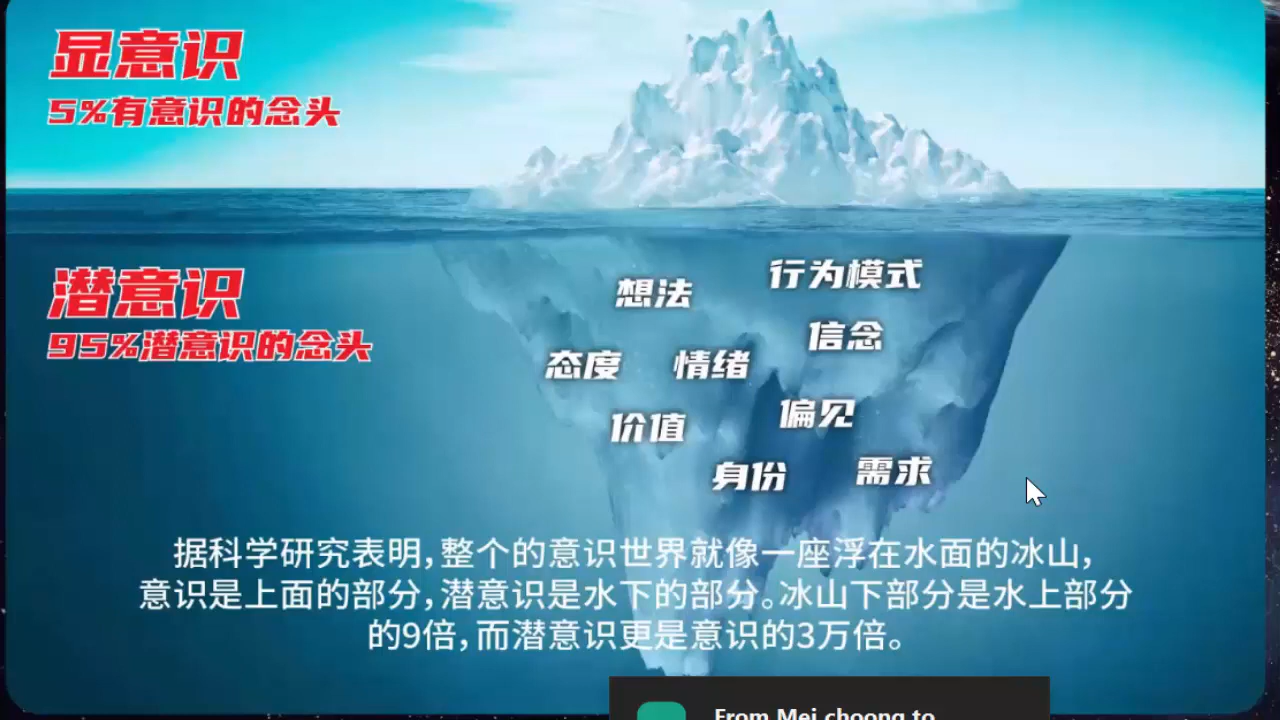 显意识
5%有意识的念头
潜意识
95%潜意识的念头
想法
行为模式
信念
态度
情绪
价值
偏见
身份
需求
据科学研究表明,整个的意识世界就像一座浮在水面的冰山,
意识是上面的部分,潜意识是水下的部分。冰山下部分是水上部分
的9倍,而潜意识更是意识的3万倍。
From Mei choong to